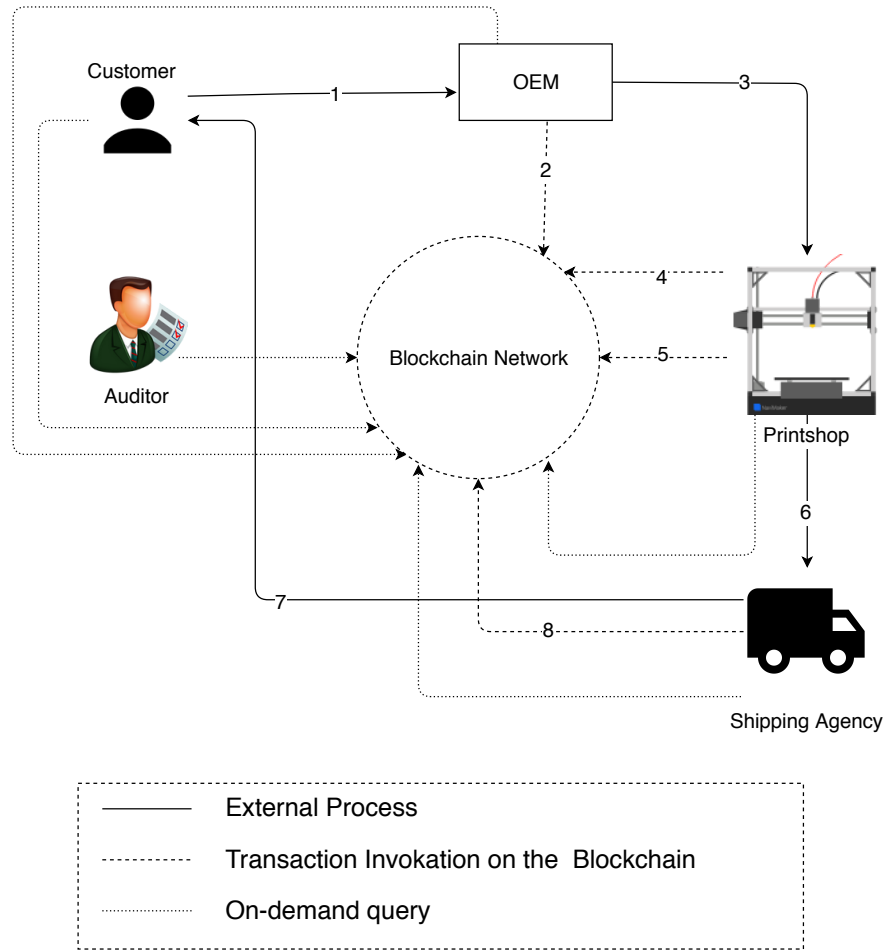 Customer
OEM
1
3
2
4
Blockchain Network
5
Auditor
Printshop
6
7
8
Shipping Agency
External Process
Transaction Invokation on the Blockchain
On-demand query